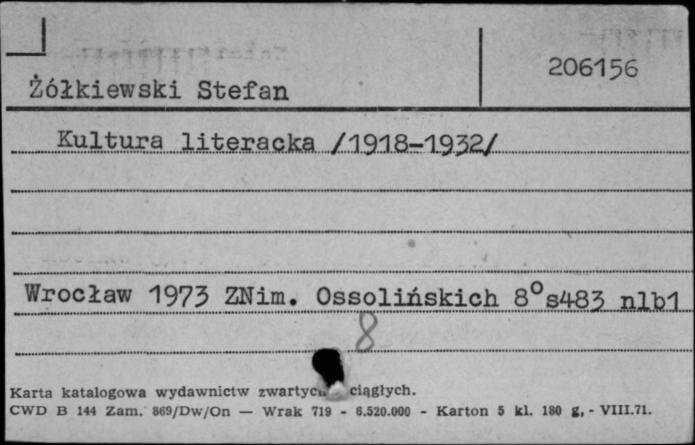 206156
Żółkiewski Stefan
Kultura literacka /1918-1932/
Wrocław 1973 ZNim. Ossolińskich 8° s483 nlb1
8
Karta katalogowa wydawnictw ciągłych.
CWD B 144 Zam. 869/Dw/On — Wrak 719 - 6.520.000 - Karton 5 kl. 180 g. - VIII.71.